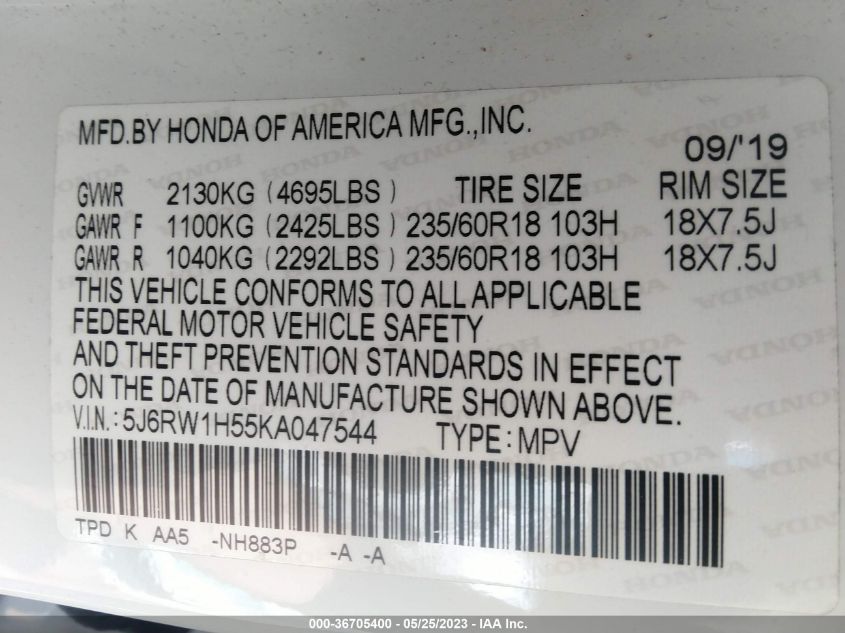 MFD.BY HONDA OF AMERICA MFG.,INC.
09/'19
GVWR 2130KG (4695LBS) TIRE SIZE RIM SIZE
GAWR F 1100KG (2425LBS) 235/60R18 103H 18X7.5J
GAWR R 1040KG (2292LBS) 235/60R18 103H 18X7.5J
THIS VEHICLE CONFORMS TO ALL APPLICABLE
FEDERAL MOTOR VEHICLE SAFETY
AND THEFT PREVENTION STANDARDS IN EFFECT
ON THE DATE OF MANUFACTURE SHOWN ABOVE.
V.I.N.: 5J6RW1H55KA047544 TYPE: MPV
TPD K AA5 -NH883P -A -A
000-36705400 - 05/25/2023 - IAA Inc.